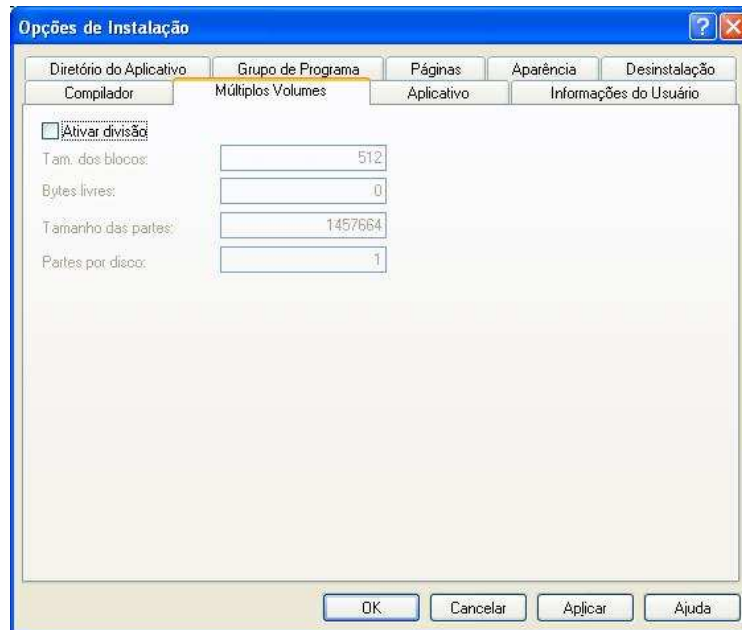 Opções de Instalação
Diretório do Aplicativo Grupo de Programa Páginas Aparência Desinstalação
Compilador Múltiplos Volumes Aplicativo Informações do Usuário
Ativar divisão
Tam. dos blocos: 512
Bytes livres: 0
Tamanho das partes: 1457664
Partes por disco: 1
OK Cancelar Aplicar Ajuda